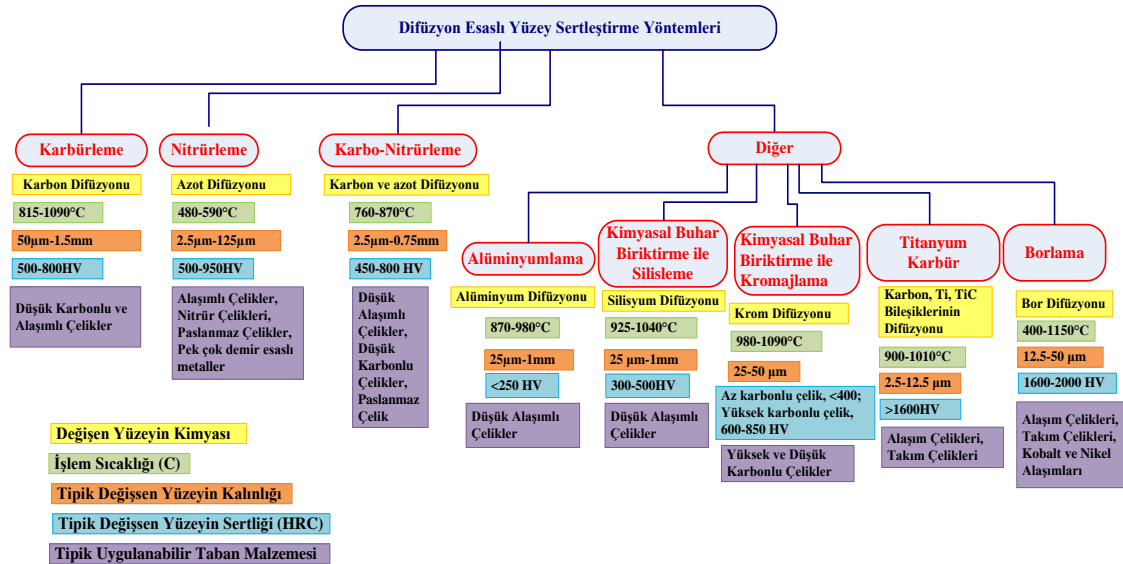 Difüzyon Esaslı Yüzey Sertleştirme Yöntemleri
Karbürleme
Karbon Difüzyonu
815-1090°C
50µm-1.5mm
500-800HV
Düşük Karbonlu ve
Alaşımlı Çelikler
Nitrürleme
Azot Difüzyonu
480-590°C
2.5µm-125µm
500-950HV
Alaşımlı Çelikler,
Nitrür Çelikleri,
Paslanmaz Çelikler,
Pek çok demir esaslı
metaller
Karbo-Nitrürleme
Karbon ve azot Difüzyonu
760-870°C
2.5µm-0.75mm
450-800 HV
Düşük
Alaşımlı
Çelikler,
Düşük
Karbonlu
Çelikler,
Paslanmaz
Çelik
Diğer
Alüminyumlama
Alüminyum Difüzyonu
870-980°C
25µm-1mm
<250 HV
Düşük Alaşımlı
Çelikler
Kimyasal Buhar
Biriktirme ile
Silisleme
Silisyum Difüzyonu
925-1040°C
25 µm-1mm
300-500HV
Düşük Alaşımlı
Çelikler
Kimyasal Buhar
Biriktirme ile
Kromajlama
Krom Difüzyonu
980-1090°C
25-50 µm
Az karbonlu çelik, <400;
Yüksek karbonlu çelik,
600-850 HV
Yüksek ve Düşük
Karbonlu Çelikler
Titanyum
Karbür
Karbon, Ti, TiC
Bileşiklerinin
Difüzyonu
900-1010°C
2.5-12.5 µm
>1600HV
Alaşım Çelikleri,
Takım Çelikleri
Borlama
Bor Difüzyonu
400-1150°C
12.5-50 µm
1600-2000 HV
Alaşım Çelikleri,
Takım Çelikleri,
Kobalt ve Nikel
Alaşımları
Değişen Yüzeyin Kimyası
İşlem Sıcaklığı (C)
Tipik Değişsen Yüzeyin Kalınlığı
Tipik Değişsen Yüzeyin Sertliği (HRC)
Tipik Uygulanabilir Taban Malzemesi